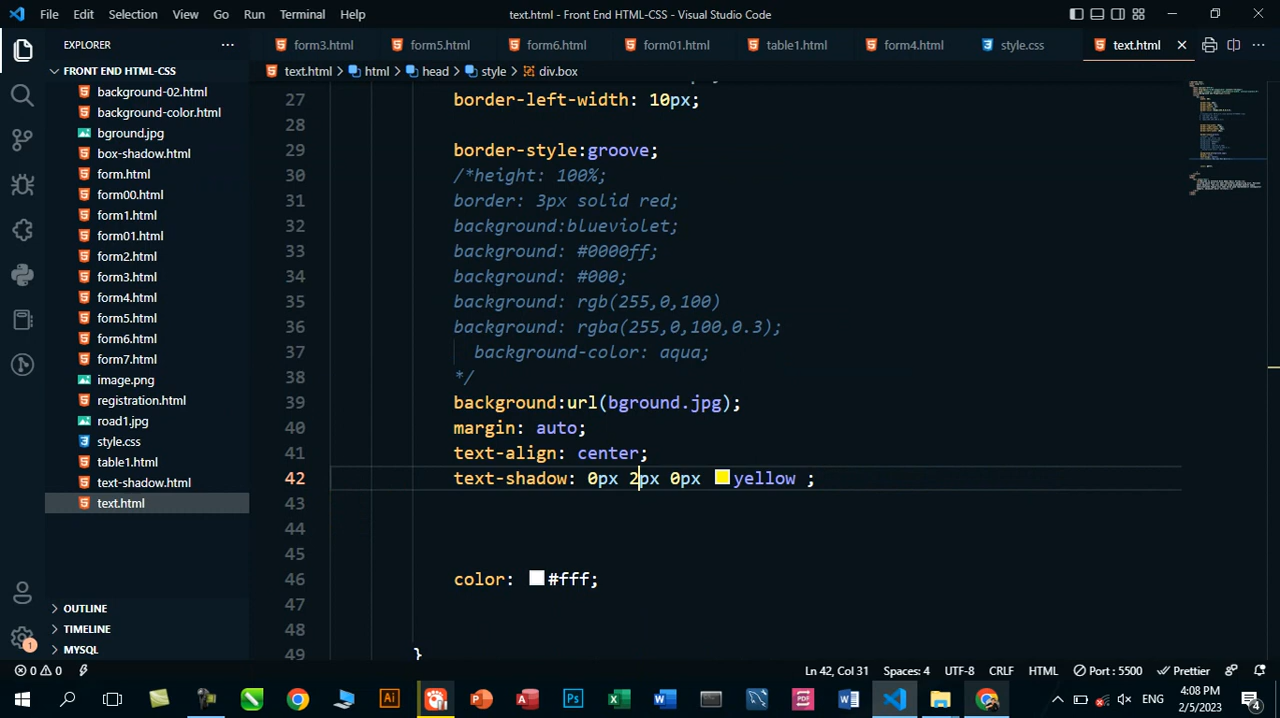 File Edit Selection View Go Run Terminal Help
text.html - Front End HTML-CSS - Visual Studio Code
EXPLORER
form3.html form5.html form6.html form01.html table1.html form4.html style.css text.html
FRONT END HTML-CSS
text.html > html > head > style > div.box
background-02.html
background-color.html
bground.jpg
box-shadow.html
form.html
form00.html
form1.html
form01.html
form2.html
form3.html
form4.html
form5.html
form6.html
form7.html
image.png
registration.html
road1.jpg
style.css
table1.html
text-shadow.html
text.html
OUTLINE
TIMELINE
MYSQL
27 border-left-width: 10px;
28
29 border-style:groove;
30 /*height: 100%;
31 border: 3px solid red;
32 background:blueviolet;
33 background: #0000ff;
34 background: #000;
35 background: rgb(255,0,100)
36 background: rgba(255,0,100,0.3);
37 background-color: aqua;
38 */
39 background:url(bground.jpg);
40 margin: auto;
41 text-align: center;
42 text-shadow: 0px 2px 0px yellow ;
43
44
45
46 color: #fff;
47
48
49 }
1
0 0 Ln 42, Col 31 Spaces: 4 UTF-8 CRLF HTML Port : 5500 Prettier
ENG 4:08 PM
2/5/2023
4